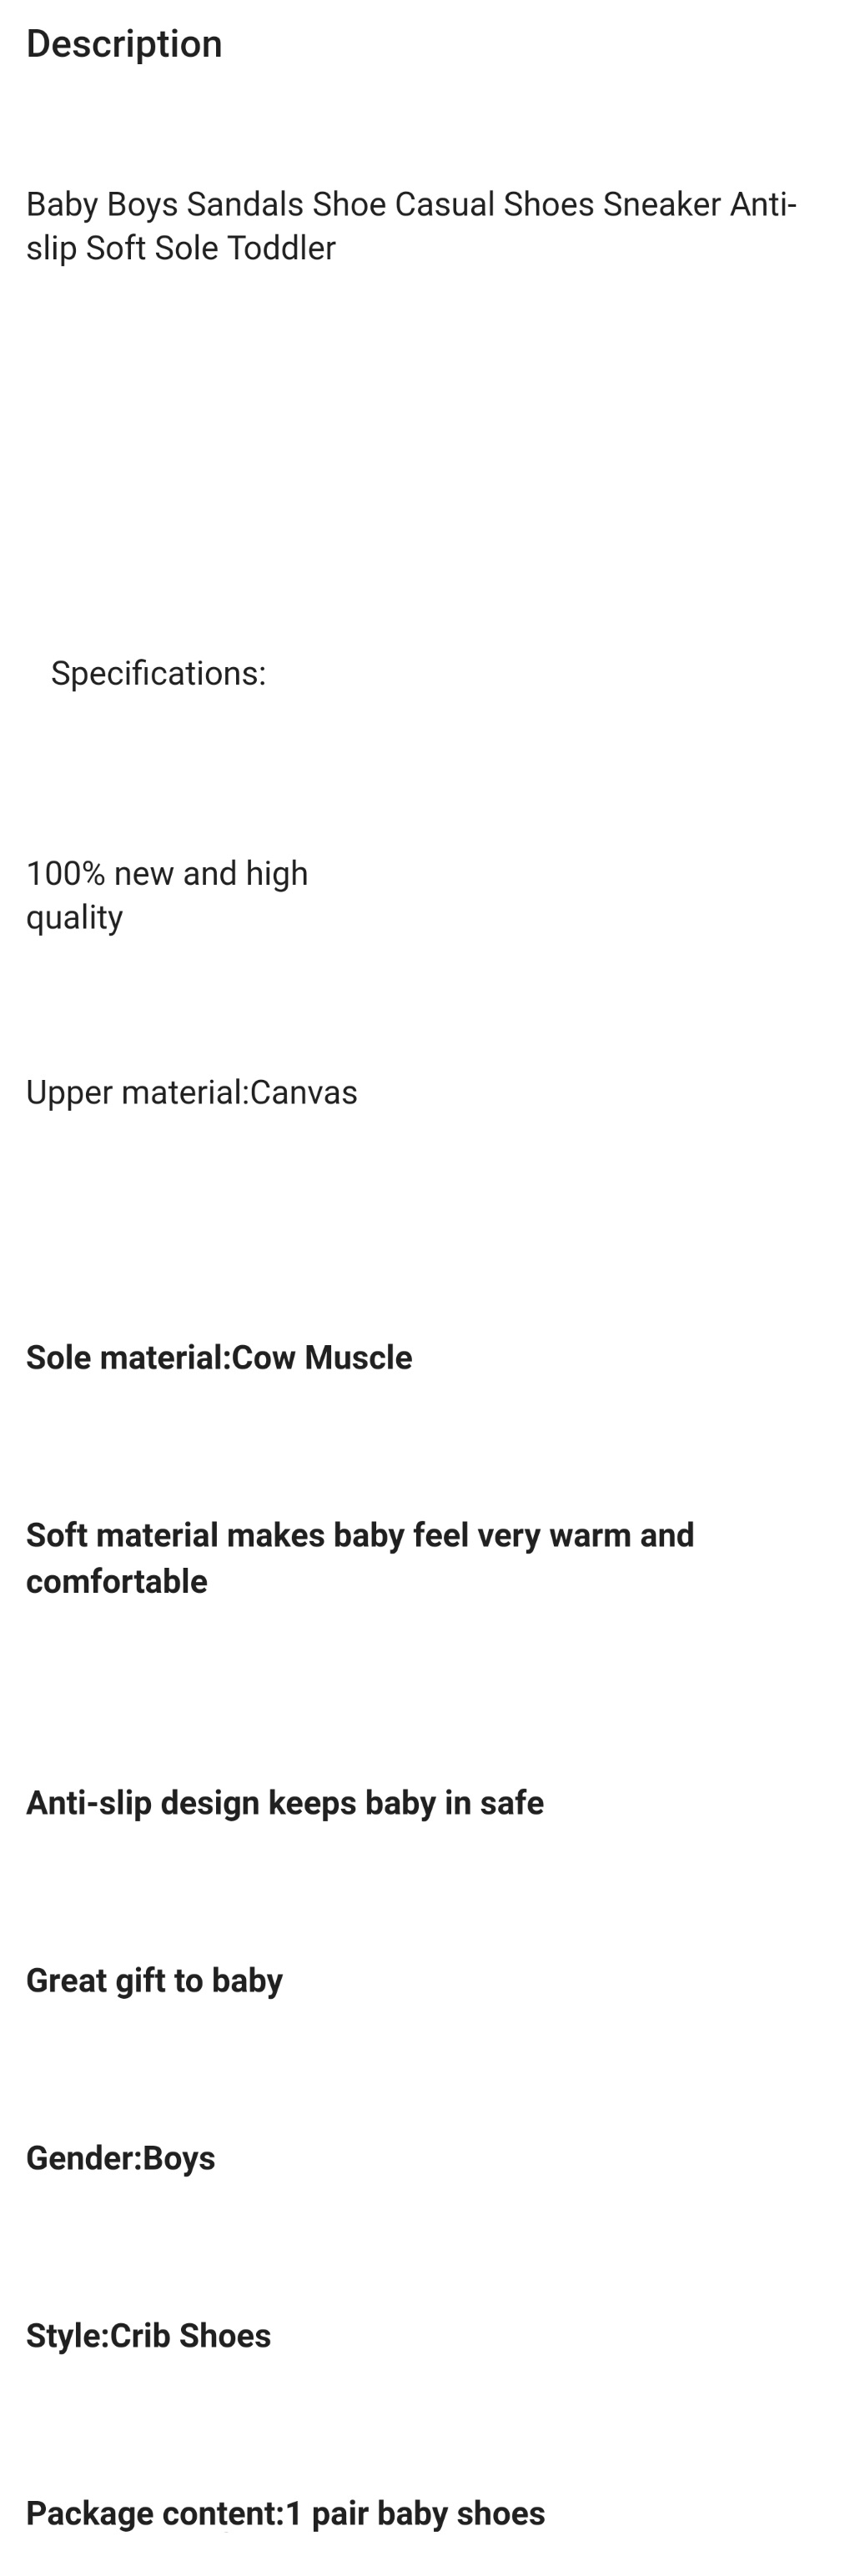 Description
Baby Boys Sandals Shoe Casual Shoes Sneaker Anti-
slip Soft Sole Toddler
Specifications:
100% new and high
quality
Upper material:Canvas
Sole material:Cow Muscle
Soft material makes baby feel very warm and
comfortable
Anti-slip design keeps baby in safe
Great gift to baby
Gender:Boys
Style:Crib Shoes
Package content:1 pair baby shoes